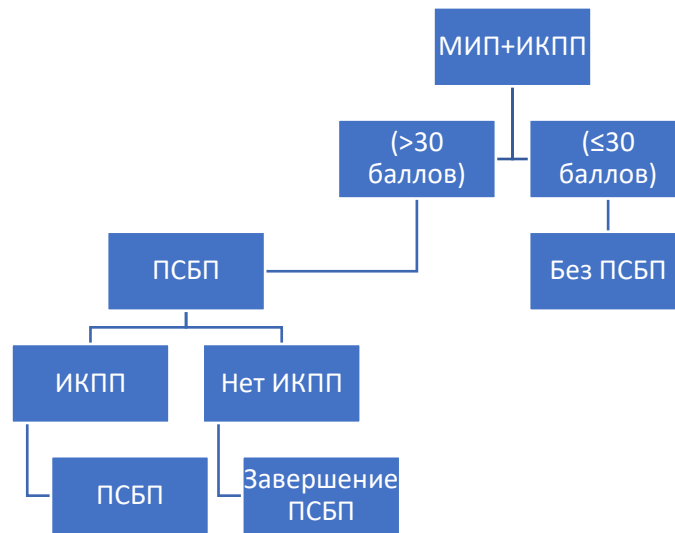 МИП+ИКПП
(>30
баллов)
(≤30
баллов)
ПСБП
Без ПСБП
ИКПП
Нет ИКПП
ПСБП
Завершение
ПСБП